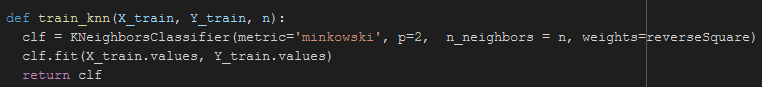 def train_knn(X_train, Y_train, n):
  clf = KNeighborsClassifier(metric='minkowski', p=2,  n_neighbors = n, weights=reverseSquare)
  clf.fit(X_train.values, Y_train.values)
  return clf